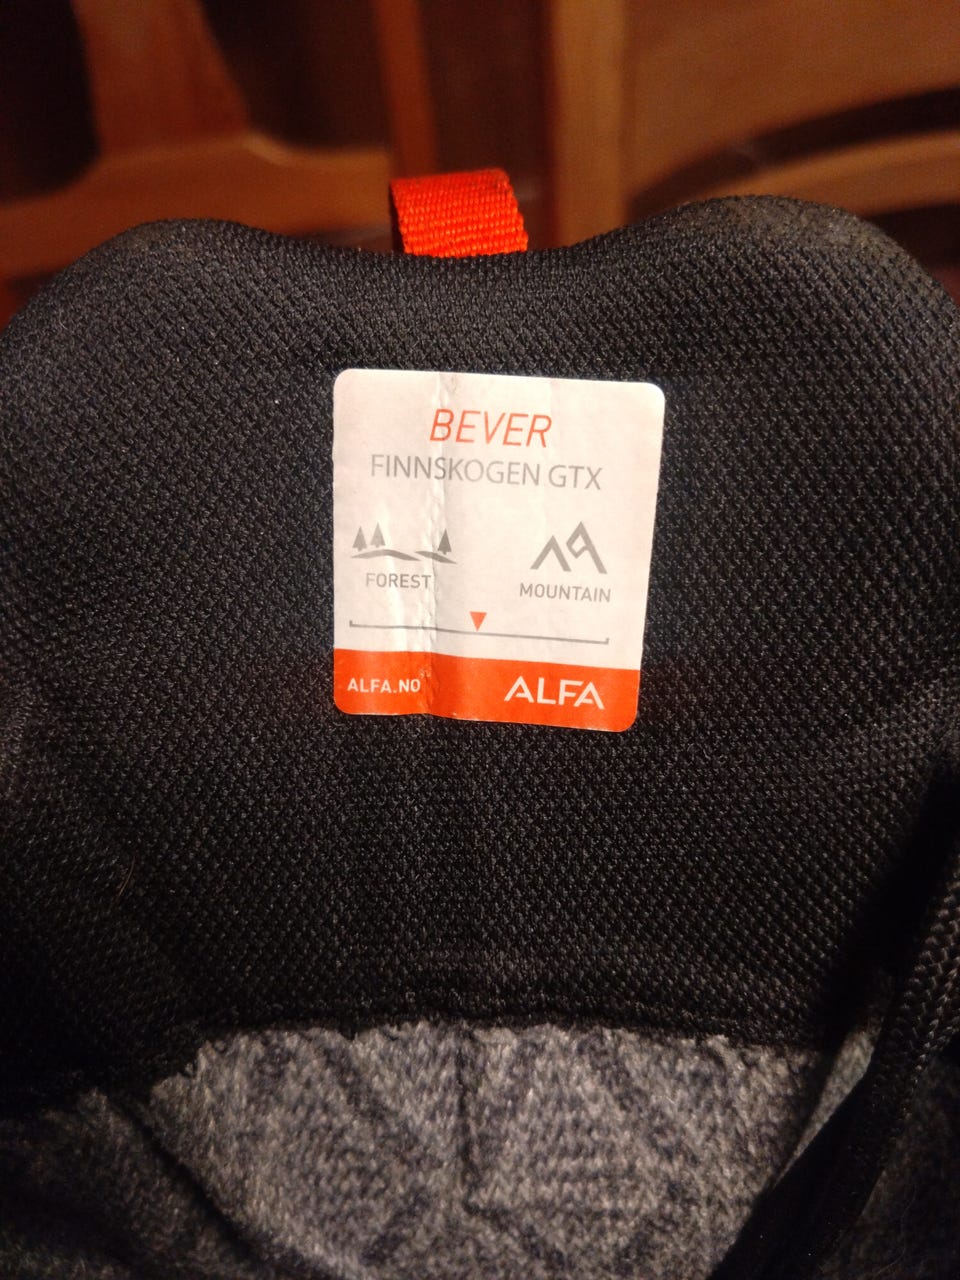 BEVER
FINNSKOGEN GTX
FOREST
MOUNTAIN
ALFA.NO
ALFA